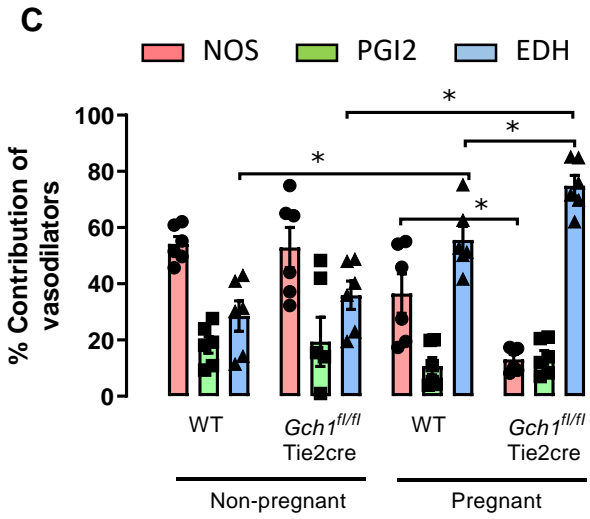 C
NOS PGI2 EDH
% Contribution of
vasodilators
100
80
60
40
20
0
*
*
*
*
WT Gch1fl/fl WT Gch1fl/fl
Tie2cre Tie2cre
Non-pregnant Pregnant